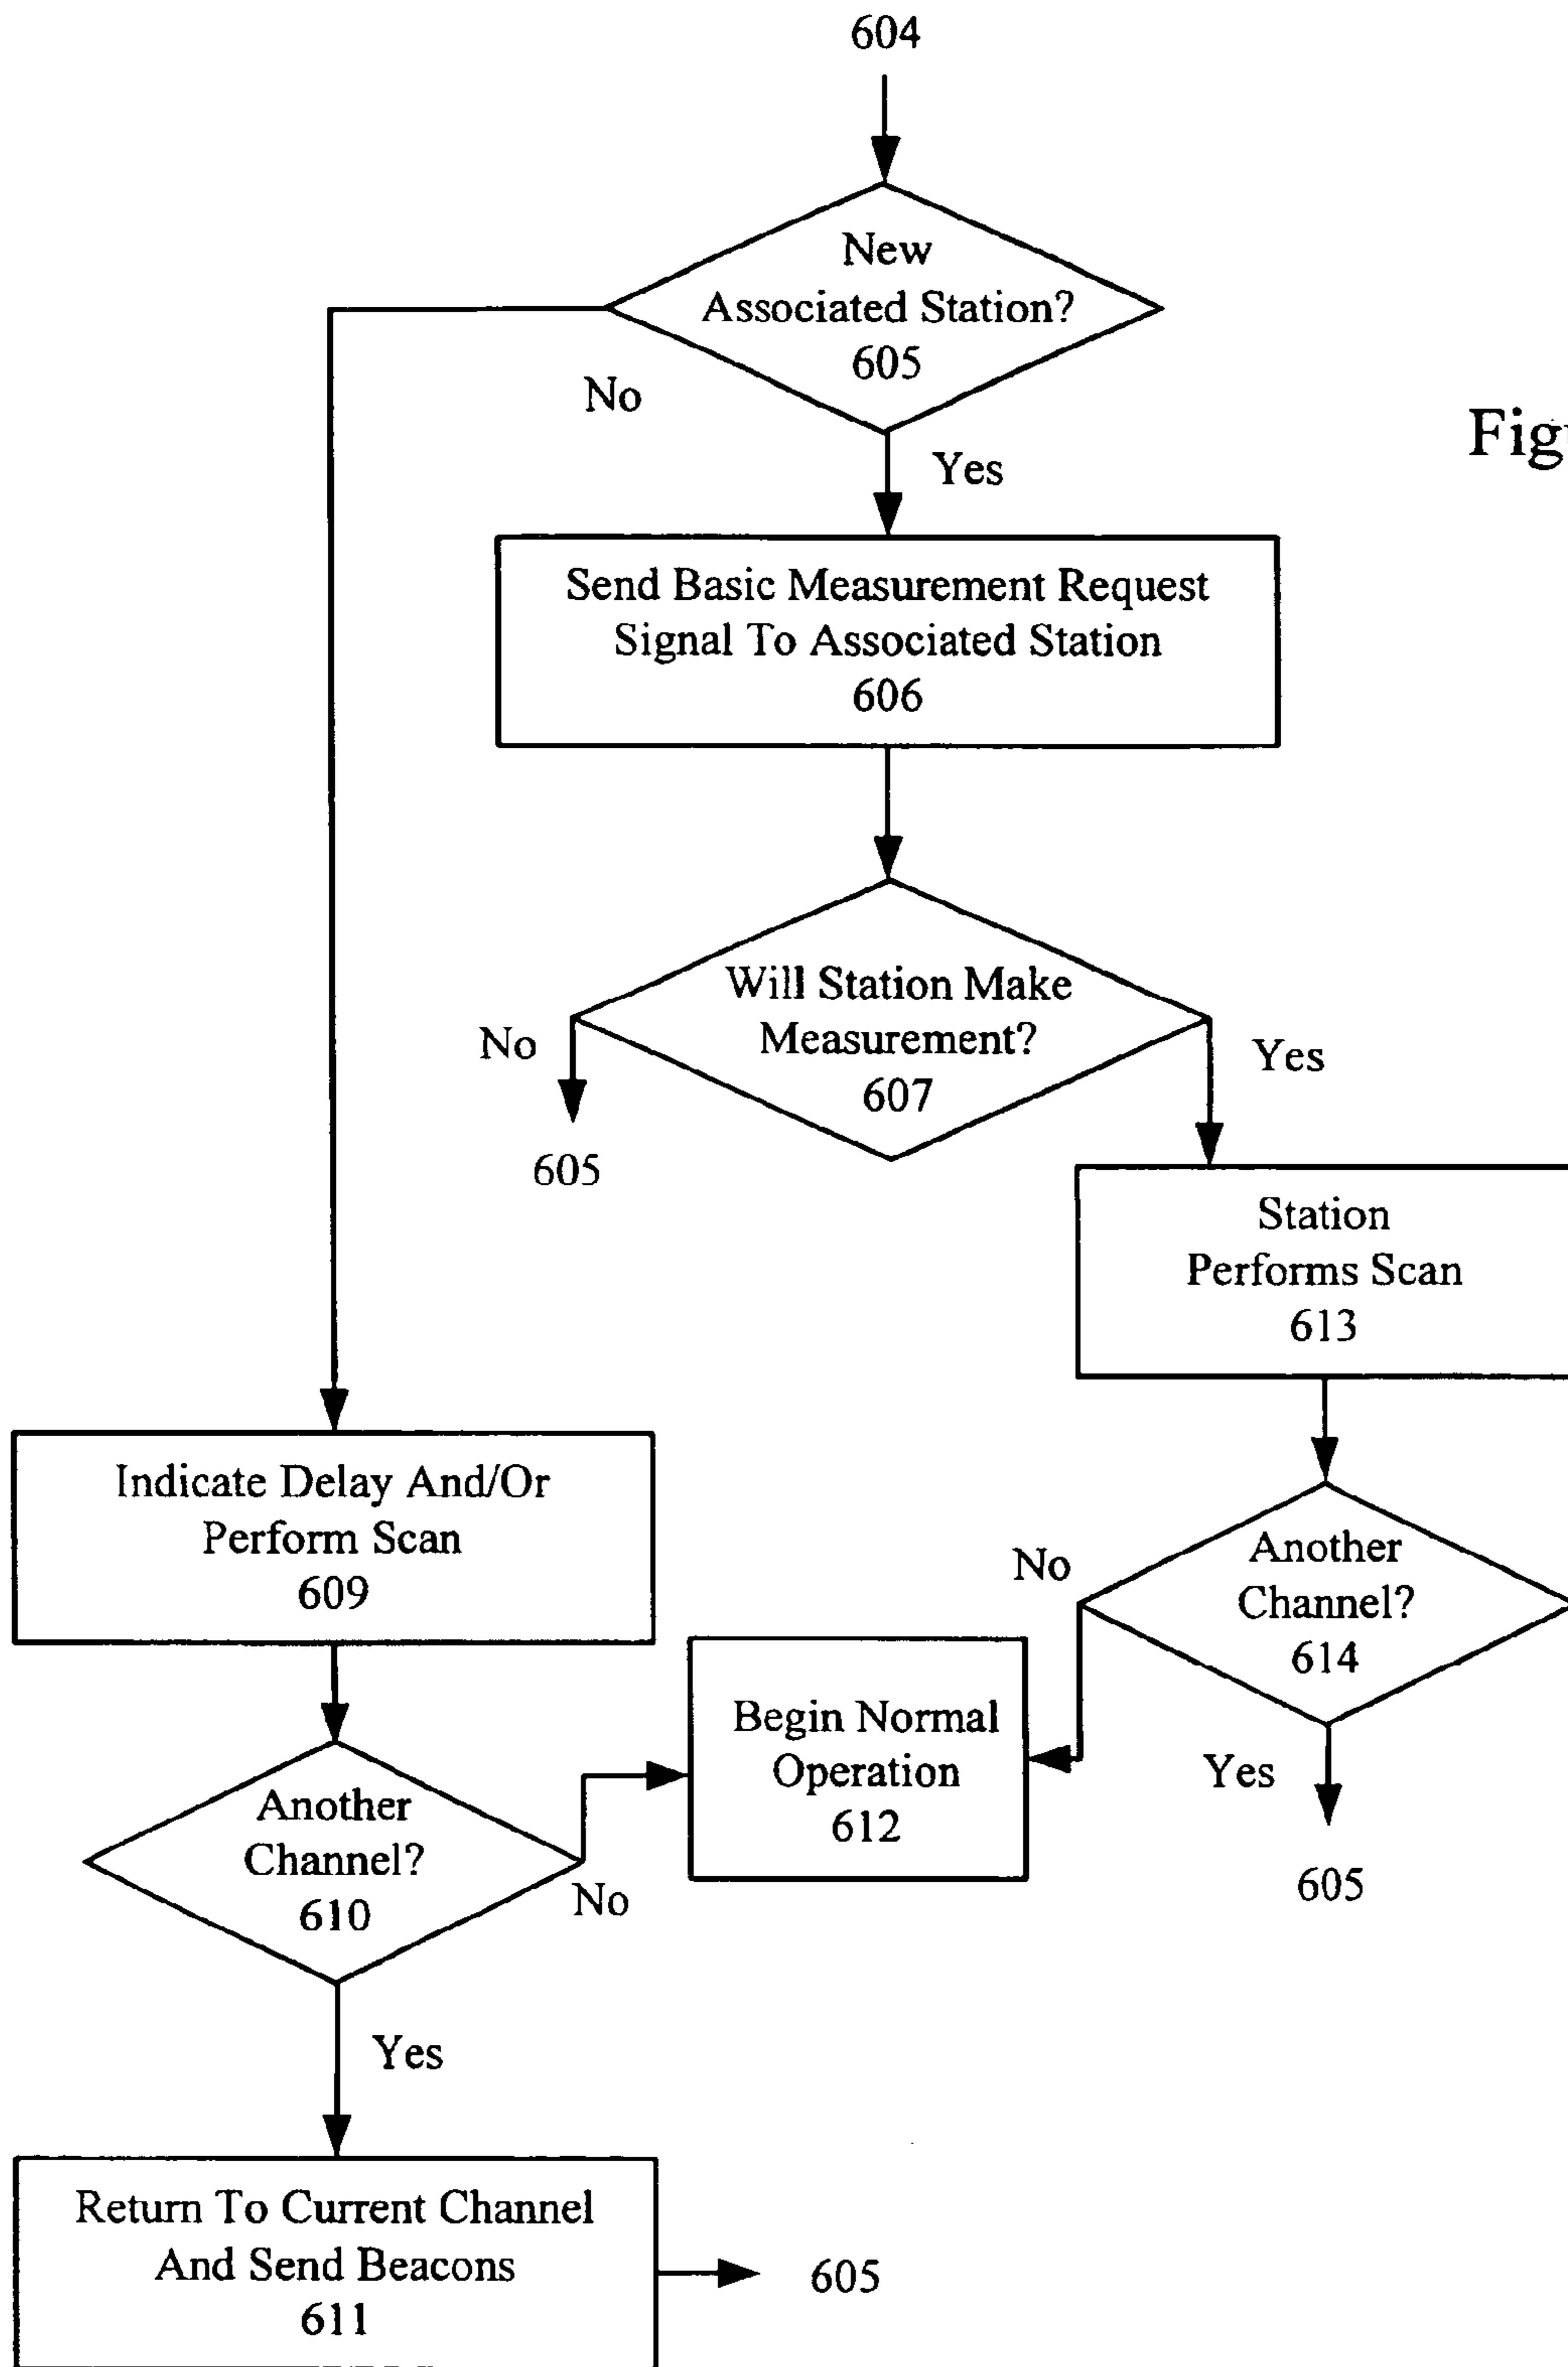 604
New
Associated Station?
605
No
Yes
Send Basic Measurement Request
Signal To Associated Station
606
Will Station Make
Measurement?
607
No
605
Yes
Station
Performs Scan
613
Indicate Delay And/Or
Perform Scan
609
Another
Channel?
614
No
Yes
605
Begin Normal
Operation
612
Another
Channel?
610
No
Yes
Return To Current Channel
And Send Beacons
611
605